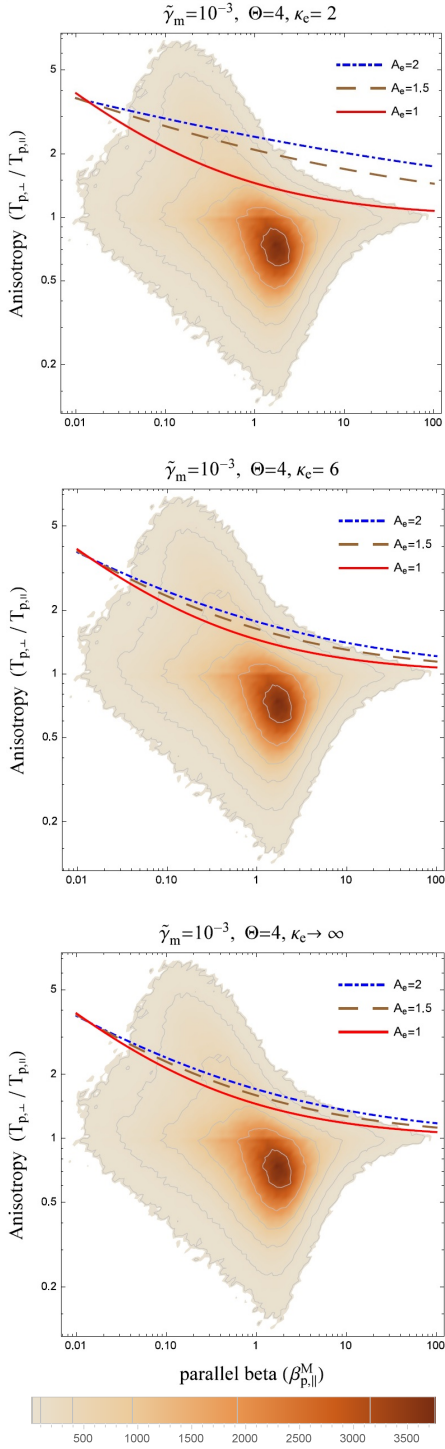 γ̃ₘ=10⁻³, Θ=4, κₑ= 2
Anisotropy (Tₚ,⊥ / Tₚ,||)
Aₑ=2
Aₑ=1.5
Aₑ=1
5
2
1
0.5
0.2
0.01 0.10 1 10 100
γ̃ₘ=10⁻³, Θ=4, κₑ= 6
Anisotropy (Tₚ,⊥ / Tₚ,||)
Aₑ=2
Aₑ=1.5
Aₑ=1
5
2
1
0.5
0.2
0.01 0.10 1 10 100
γ̃ₘ=10⁻³, Θ=4, κₑ→ ∞
Anisotropy (Tₚ,⊥ / Tₚ,||)
Aₑ=2
Aₑ=1.5
Aₑ=1
5
2
1
0.5
0.2
0.01 0.10 1 10 100
parallel beta (βᴹₚ,||)
500 1000 1500 2000 2500 3000 3500